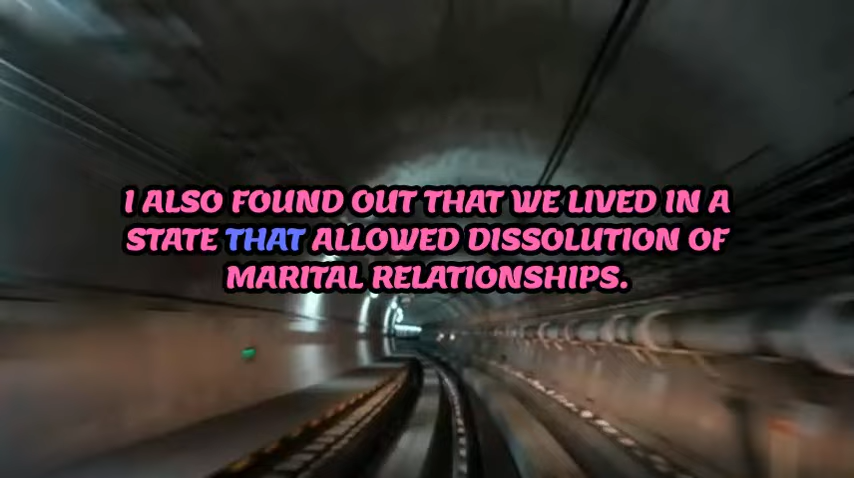 I ALSO FOUND OUT THAT WE LIVED IN A
STATE THAT ALLOWED DISSOLUTION OF
MARITAL RELATIONSHIPS.